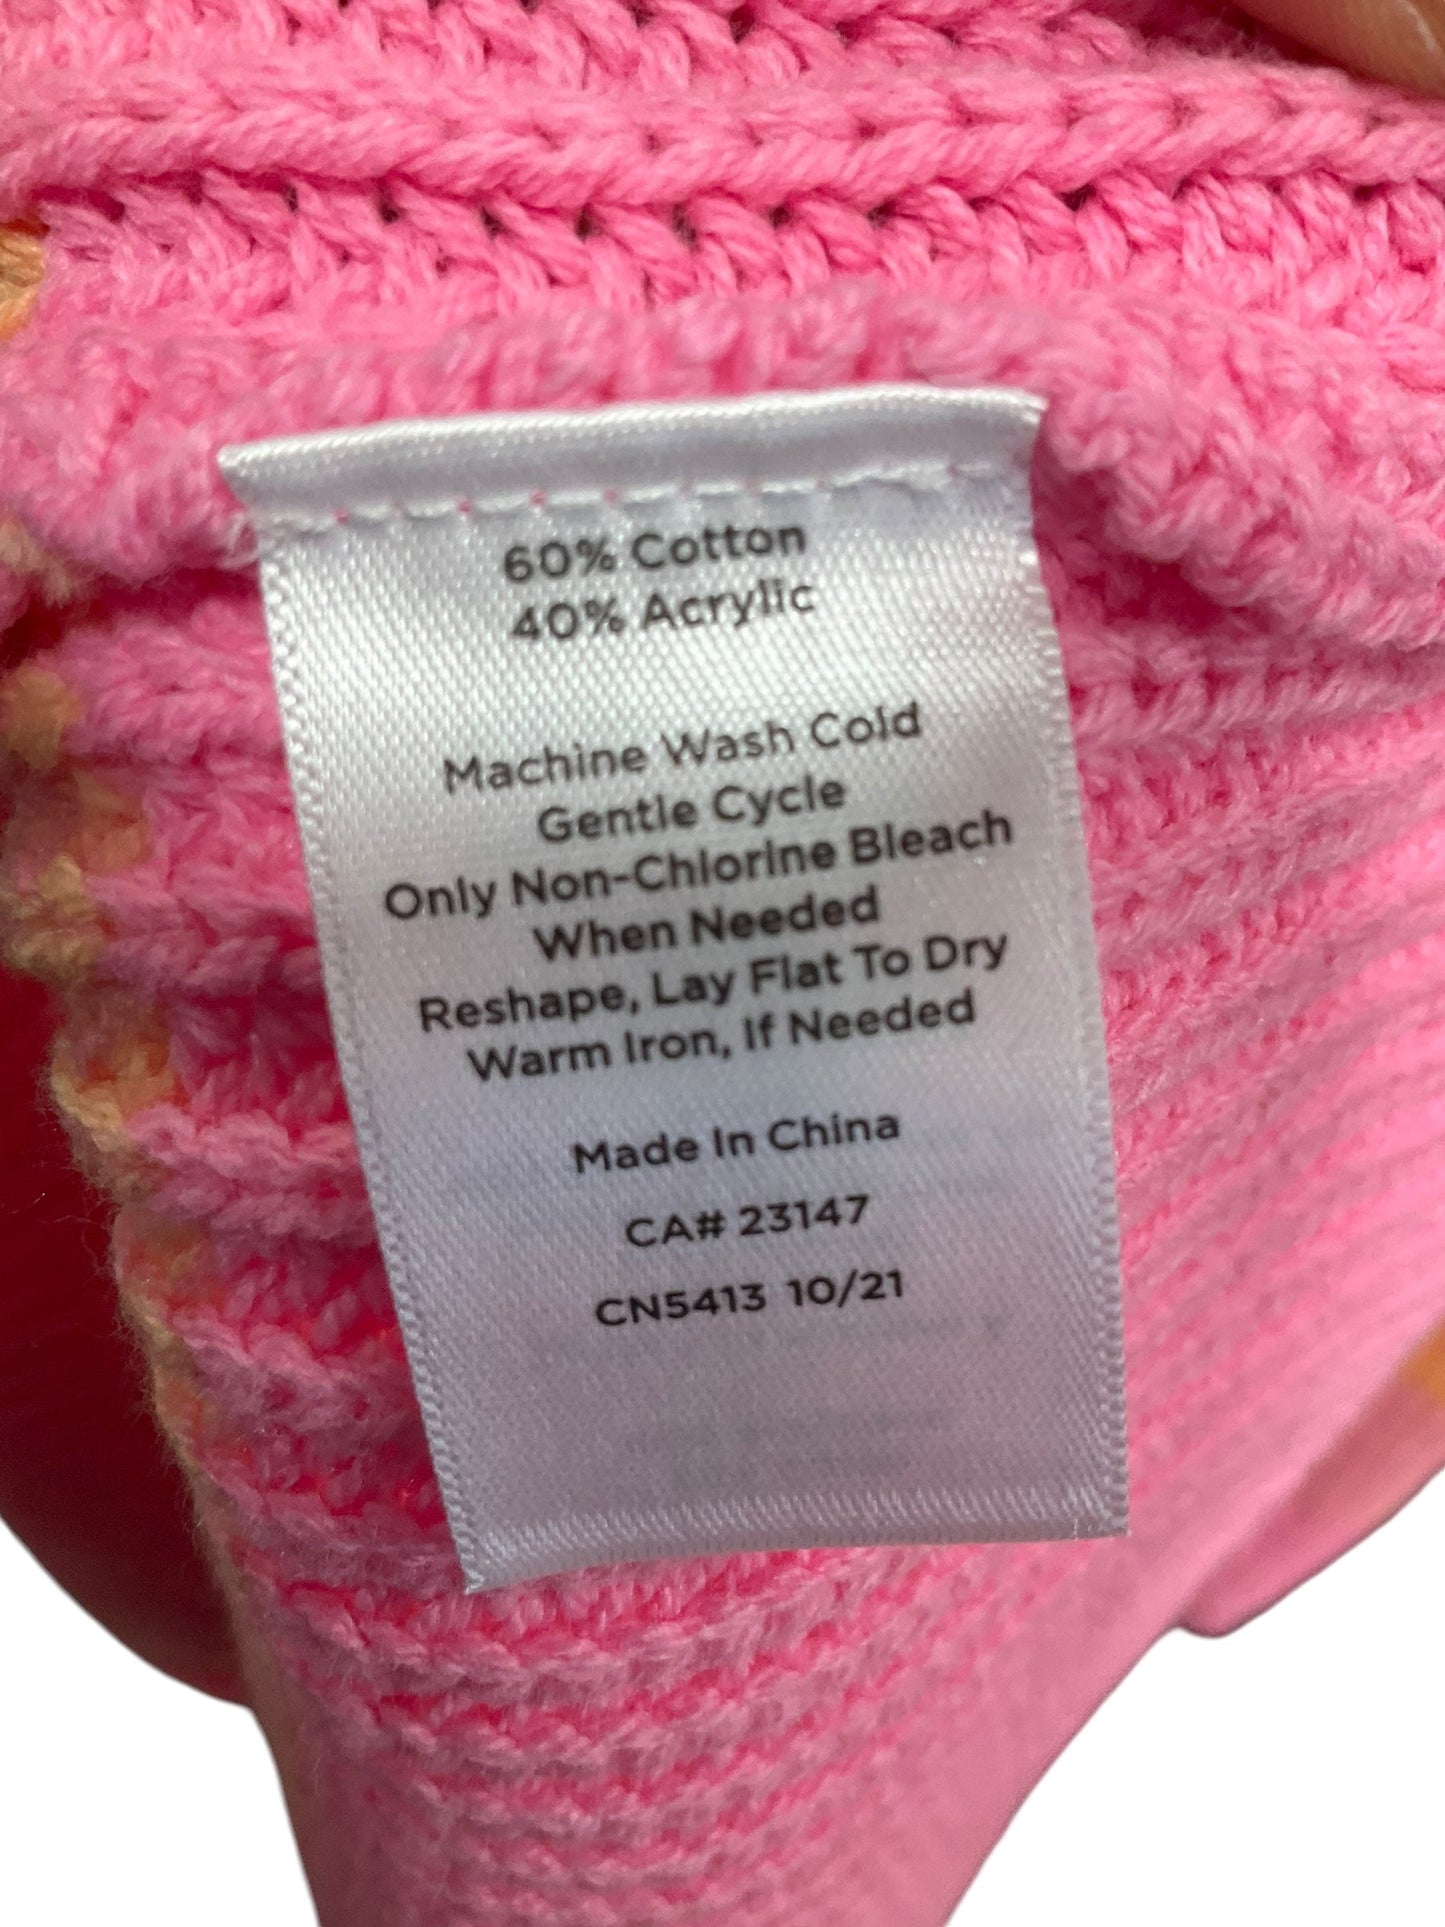 60% Cotton
40% Acrylic
Machine Wash Cold
Gentle Cycle
Only Non-Chlorine Bleach
When Needed
Reshape, Lay Flat To Dry
Warm Iron, If Needed
Made In China
CA# 23147
CN5413 10/21